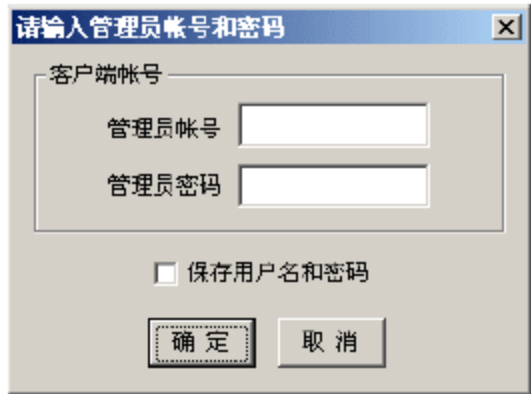 请输入管理员帐号和密码
客户端帐号
管理员帐号
管理员密码
保存用户名和密码
确 定 取 消